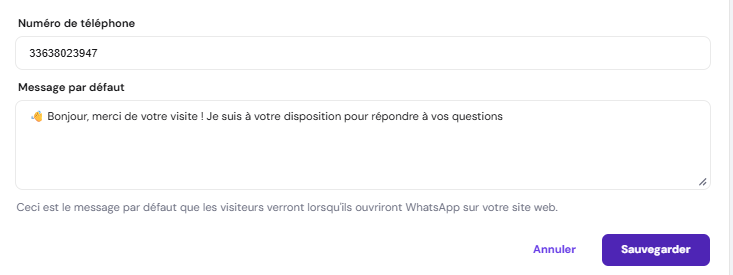 Numéro de téléphone
33638023947
Message par défaut
👋 Bonjour, merci de votre visite ! Je suis à votre disposition pour répondre à vos questions
Ceci est le message par défaut que les visiteurs verront lorsqu'ils ouvriront WhatsApp sur votre site web.
Annuler
Sauvegarder